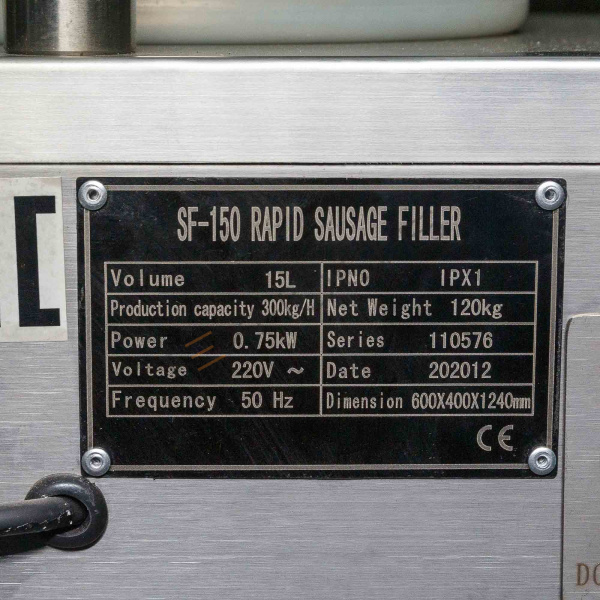 SF-150 RAPID SAUSAGE FILLER
Volume 15L IPNO IPX1
Production capacity 300kg/H Net Weight 120kg
Power 0.75kW Series 110576
Voltage 220V ~ Date 202012
Frequency 50 Hz Dimension 600X400X1240mm
CE